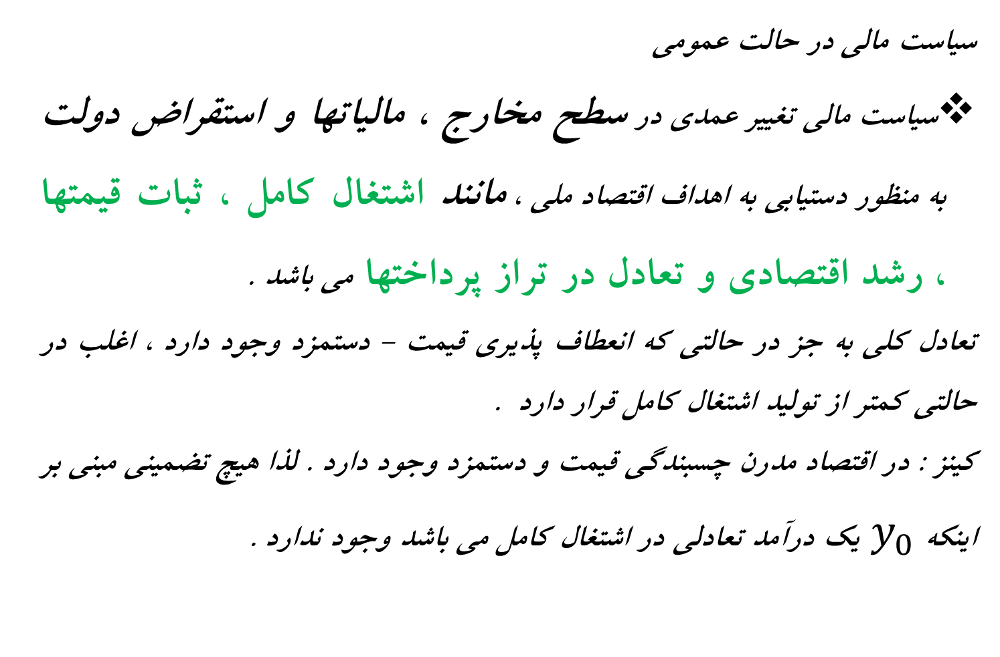 سیاست مالی در حالت عمومی
❖سیاست مالی تغییر عمدی در سطح مخارج ، مالیاتها و استقراض دولت
به منظور دستیابی به اهداف اقتصاد ملی ، مانند اشتغال کامل ، ثبات قیمتها
، رشد اقتصادی و تعادل در تراز پرداختها می باشد .
تعادل کلی به جز در حالتی که انعطاف پذیری قیمت – دستمزد وجود دارد ، اغلب در
حالتی کمتر از تولید اشتغال کامل قرار دارد .
کینز : در اقتصاد مدرن چسبندگی قیمت و دستمزد وجود دارد . لذا هیچ تضمینی مبنی بر
اینکه y₀ یک درآمد تعادلی در اشتغال کامل می باشد وجود ندارد .